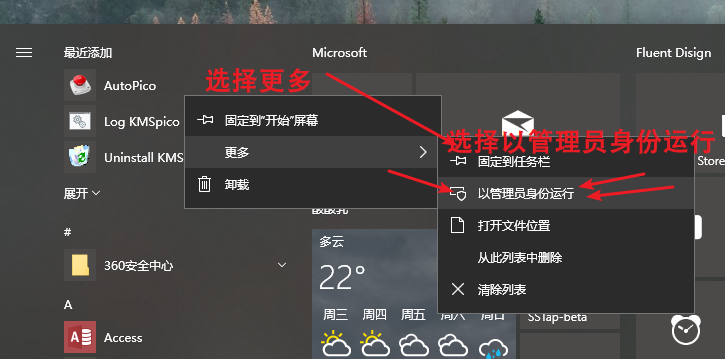 最近添加
Microsoft
Fluent Disign
AutoPico
选择更多
Log KMSpico
固定到"开始"屏幕
选择以管理员身份运行
Uninstall KMS
更多
固定到任务栏
Store
展开
卸载
以管理员身份运行
#
打开文件位置
多云
360安全中心
从此列表中删除
22°
清除列表
A
周三
周四
周五
周六
周日
SSTap-beta
Access